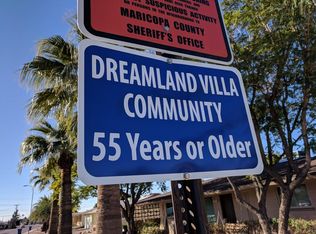 SUSPICIOUS ACTIVITY
MARICOPA COUNTY
SHERIFF'S OFFICE
DREAMLAND VILLA
COMMUNITY
55 Years or Older